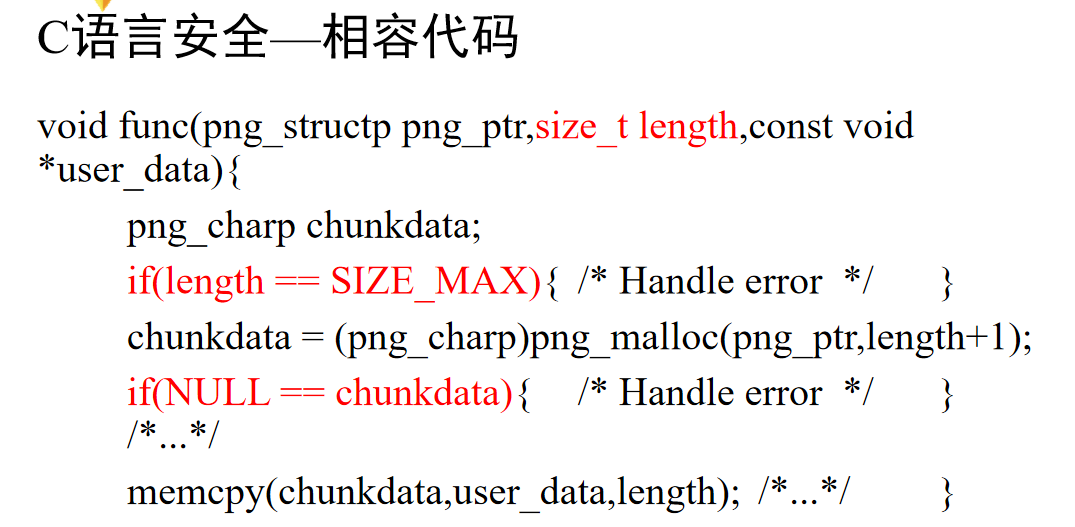 C语言安全—相容代码
void func(png_structp png_ptr,size_t length,const void
*user_data){
png_charp chunkdata;
if(length == SIZE_MAX){ /* Handle error */ }
chunkdata = (png_charp)png_malloc(png_ptr,length+1);
if(NULL == chunkdata){ /* Handle error */ }
/*...*/
memcpy(chunkdata,user_data,length); /*...*/ }